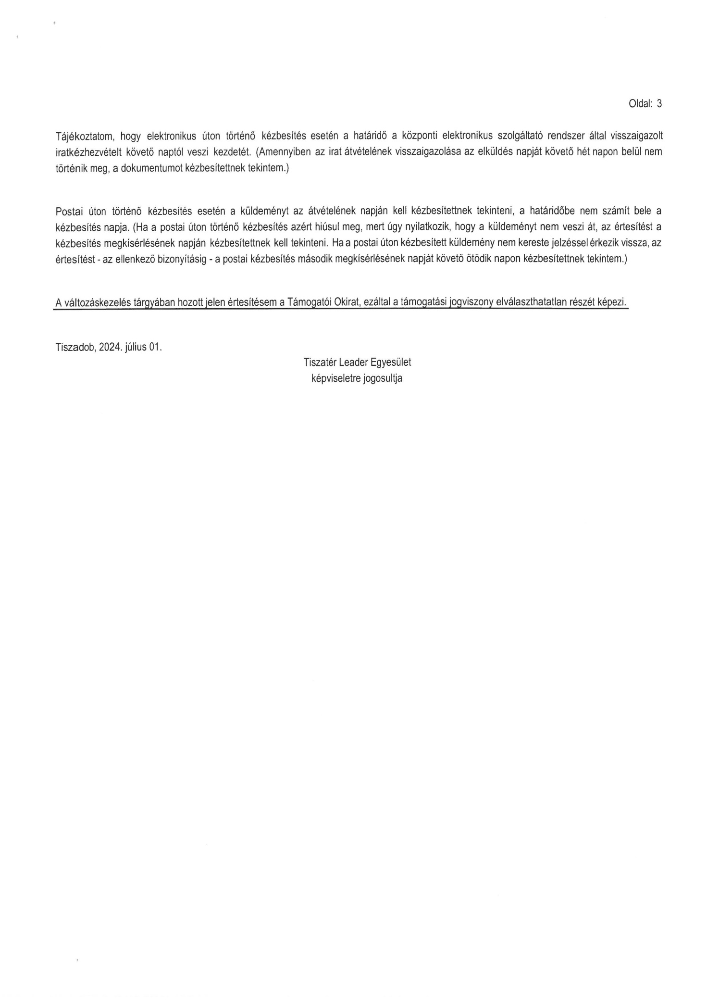 Oldal: 3
Tájékoztatom, hogy elektronikus úton történő kézbesítés esetén a határidő a központi elektronikus szolgáltató rendszer által visszaigazolt
iratkézhezvételt követő naptól veszi kezdetét. (Amennyiben az irat átvételének visszaigazolása az elküldés napját követő hét napon belül nem
történik meg, a dokumentumot kézbesítettnek tekintem.)
Postai úton történő kézbesítés esetén a küldeményt az átvételének napján kell kézbesítettnek tekinteni, a határidőbe nem számít bele a
kézbesítés napja. (Ha a postai úton történő kézbesítés azért hiúsul meg, mert úgy nyilatkozik, hogy a küldeményt nem veszi át, az értesítést a
kézbesítés megkísérlésének napján kézbesítettnek kell tekinteni. Ha a postai úton kézbesített küldemény nem kereste jelzéssel érkezik vissza, az
értesítést - az ellenkező bizonyításig - a postai kézbesítés második megkísérlésének napját követő ötödik napon kézbesítettnek tekintem.)
A változáskezelés tárgyában hozott jelen értesítésem a Támogatói Okirat, ezáltal a támogatási jogviszony elválaszthatatlan részét képezi.
Tiszadob, 2024. július 01.
Tiszatér Leader Egyesület
képviseletre jogosultja